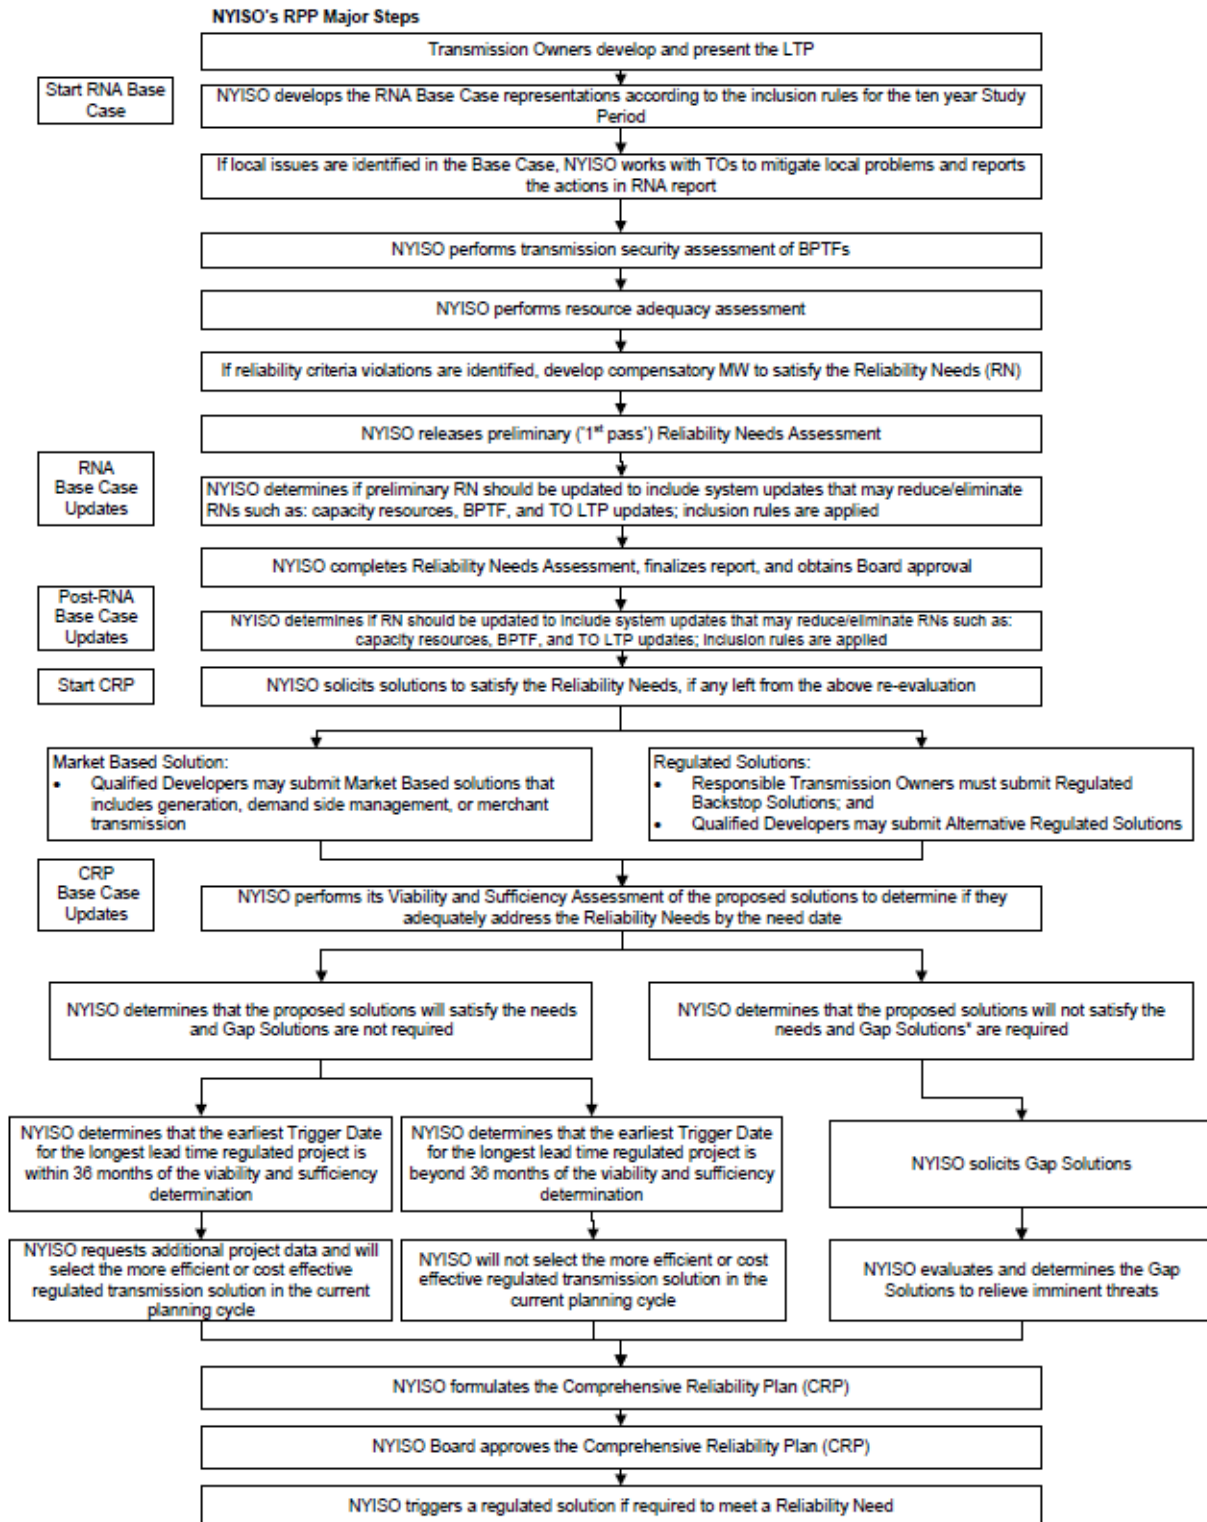 NYISO's RPP Major Steps
Transmission Owners develop and present the LTP
Start RNA Base
Case
NYISO develops the RNA Base Case representations according to the inclusion rules for the ten year Study
Period
If local issues are identified in the Base Case, NYISO works with TOs to mitigate local problems and reports
the actions in RNA report
NYISO performs transmission security assessment of BPTFs
NYISO performs resource adequacy assessment
If reliability criteria violations are identified, develop compensatory MW to satisfy the Reliability Needs (RN)
NYISO releases preliminary ('1st pass') Reliability Needs Assessment
RNA
Base Case
Updates
NYISO determines if preliminary RN should be updated to include system updates that may reduce/eliminate
RNs such as: capacity resources, BPTF, and TO LTP updates; inclusion rules are applied
NYISO completes Reliability Needs Assessment, finalizes report, and obtains Board approval
Post-RNA
Base Case
Updates
NYISO determines if RN should be updated to include system updates that may reduce/eliminate RNs such as:
capacity resources, BPTF, and TO LTP updates; inclusion rules are applied
Start CRP
NYISO solicits solutions to satisfy the Reliability Needs, if any left from the above re-evaluation
Market Based Solution:
• Qualified Developers may submit Market Based solutions that
includes generation, demand side management, or merchant
transmission
Regulated Solutions:
• Responsible Transmission Owners must submit Regulated
Backstop Solutions; and
• Qualified Developers may submit Alternative Regulated Solutions
CRP
Base Case
Updates
NYISO performs its Viability and Sufficiency Assessment of the proposed solutions to determine if they
adequately address the Reliability Needs by the need date
NYISO determines that the proposed solutions will satisfy the needs
and Gap Solutions are not required
NYISO determines that the proposed solutions will not satisfy the
needs and Gap Solutions* are required
NYISO determines that the earliest Trigger Date
for the longest lead time regulated project is
within 36 months of the viability and sufficiency
determination
NYISO determines that the earliest Trigger Date
for the longest lead time regulated project is
beyond 36 months of the viability and sufficiency
determination
NYISO solicits Gap Solutions
NYISO requests additional project data and will
select the more efficient or cost effective
regulated transmission solution in the current
planning cycle
NYISO will not select the more efficient or cost
effective regulated transmission solution in the
current planning cycle
NYISO evaluates and determines the Gap
Solutions to relieve imminent threats
NYISO formulates the Comprehensive Reliability Plan (CRP)
NYISO Board approves the Comprehensive Reliability Plan (CRP)
NYISO triggers a regulated solution if required to meet a Reliability Need